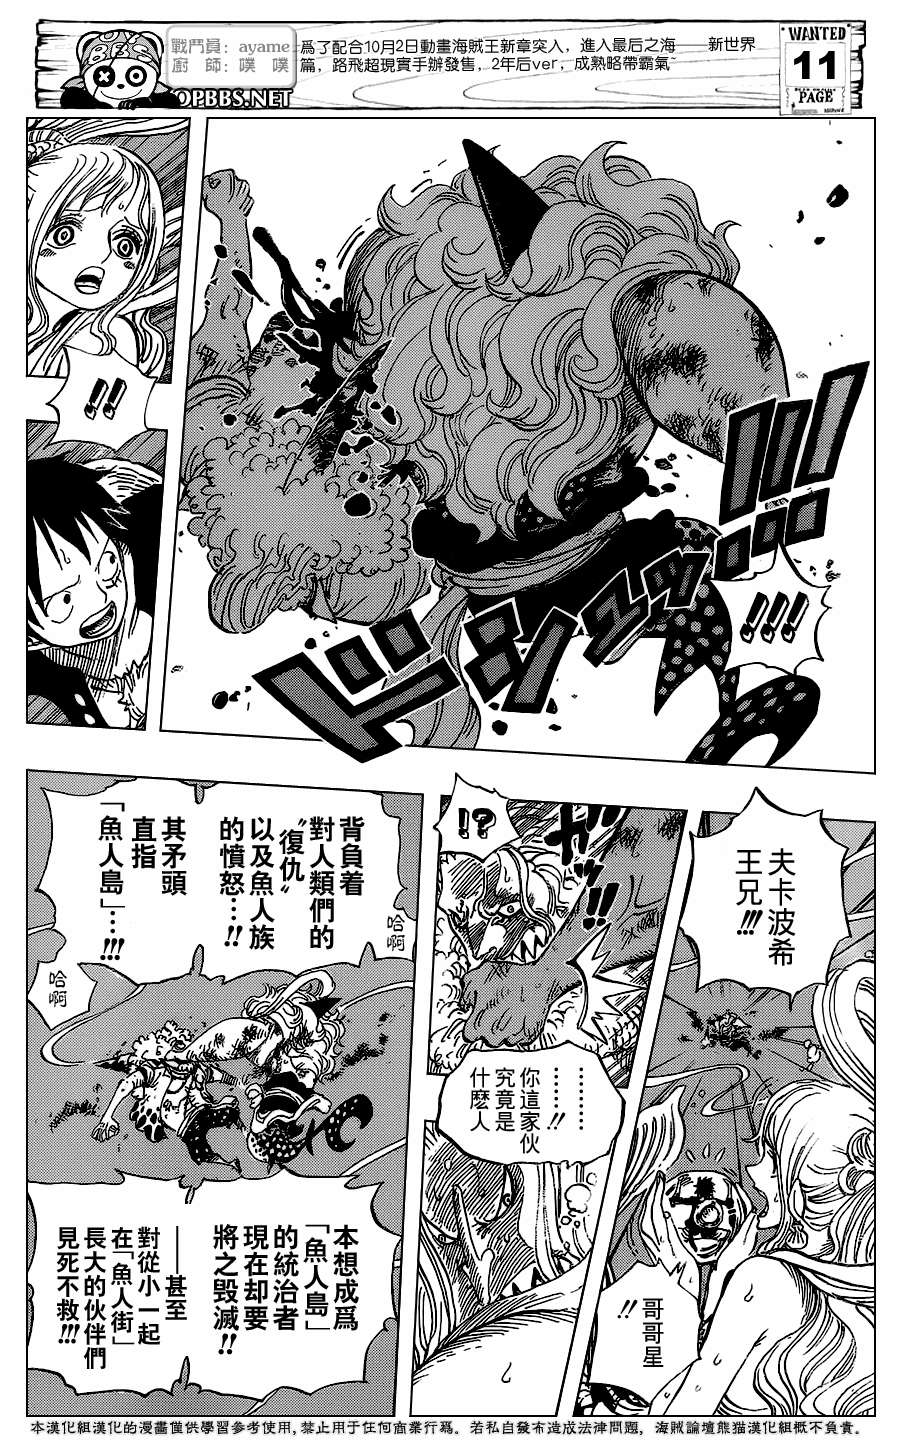 戰鬥員：ayame
廚 師：噗 噗
爲了配合10月2日動畫海賊王新章突入，進入最后之海——新世界
篇，路飛超現實手辦發售，2年后ver，成熟略帶霸氣~
OPBBS.NET
WANTED
11
PAGE
!!
ドンッ!!!
!!!
夫卡波希
王兄!!!
哥哥星
!!
!?
ガッ
!!
………
………!!
你這家伙
究竟是
什麽人
背負着
對人類們的
〝復仇〞
以及魚人族
的憤怒…!!
其矛頭
直指
「魚人島」…!!!
哈啊
哈啊
本想成爲
「魚人島」
的統治者
現在却要
將之毀滅!!
——甚至
對從小一起
在「魚人街」
長大的伙伴們
見死不救!!!
本漢化組漢化的漫畫僅供學習參考使用，禁止用于任何商業行爲。若私自發布造成法律問題，海賊論壇熊猫漢化組概不負責。